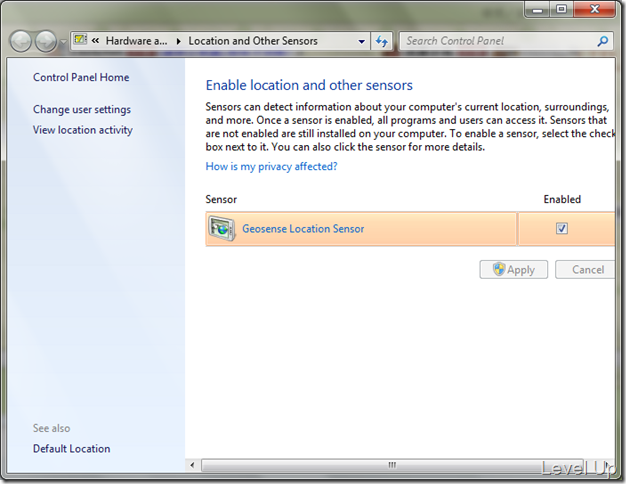 Hardware a... Location and Other Sensors
Search Control Panel
Control Panel Home
Change user settings
View location activity
Enable location and other sensors
Sensors can detect information about your computer's current location, surroundings,
and more. Once a sensor is enabled, all programs and users can access it. Sensors that
are not enabled are still installed on your computer. To enable a sensor, select the check
box next to it. You can also click the sensor for more details.
How is my privacy affected?
Sensor Enabled
Geosense Location Sensor
Apply Cancel
See also
Default Location
Level Up